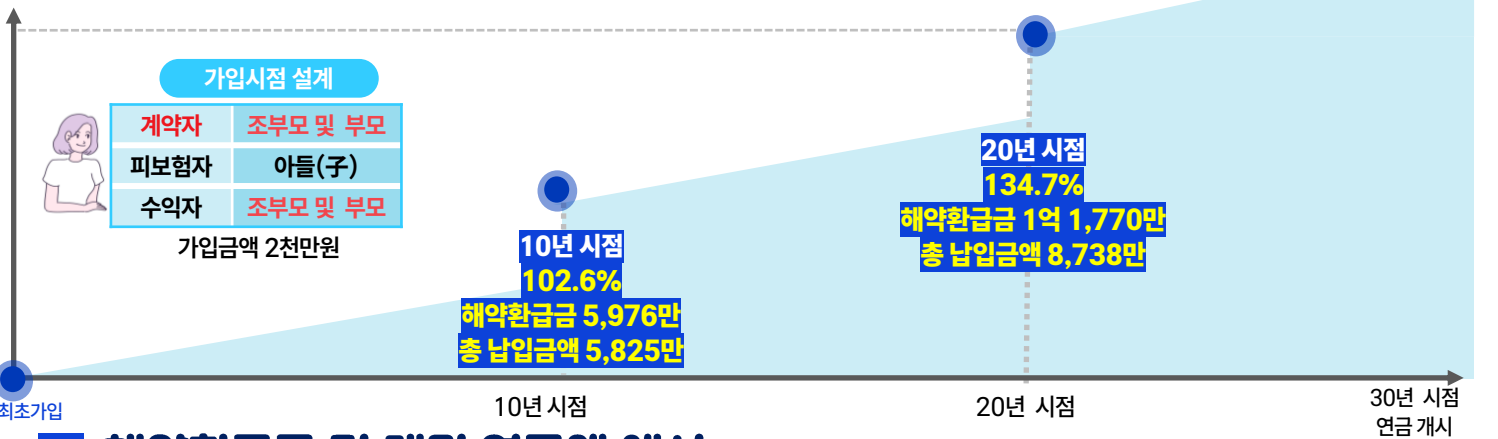 가입시점 설계
계약자 조부모 및 부모
피보험자 아들(子)
수익자 조부모 및 부모
가입금액 2천만원
10년 시점
102.6%
해약환급금 5,976만
총 납입금액 5,825만
20년 시점
134.7%
해약환급금 1억 1,770만
총 납입금액 8,738만
최초가입
10년 시점
20년 시점
30년 시점
연금 개시